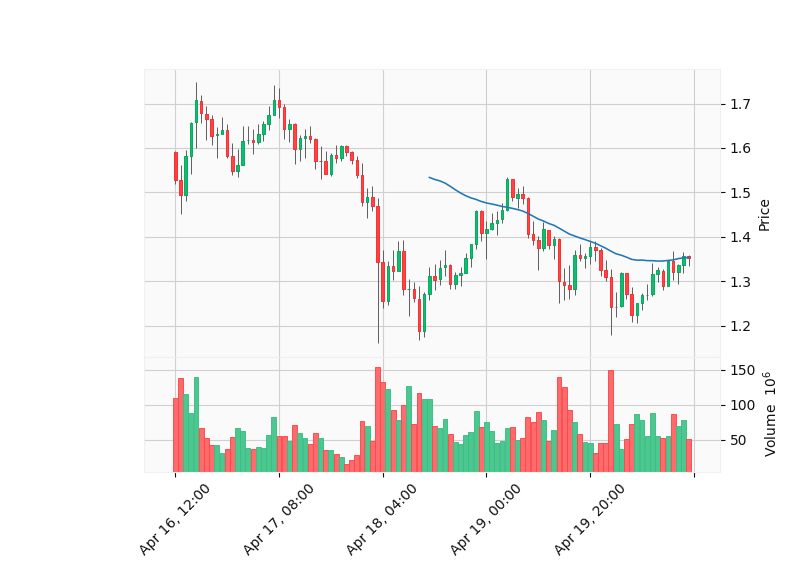 1.7
1.6
1.5
1.4
1.3
1.2
Price
150
100
50
Volume 10^6
Apr 16, 12:00
Apr 17, 08:00
Apr 18, 04:00
Apr 19, 00:00
Apr 19, 20:00